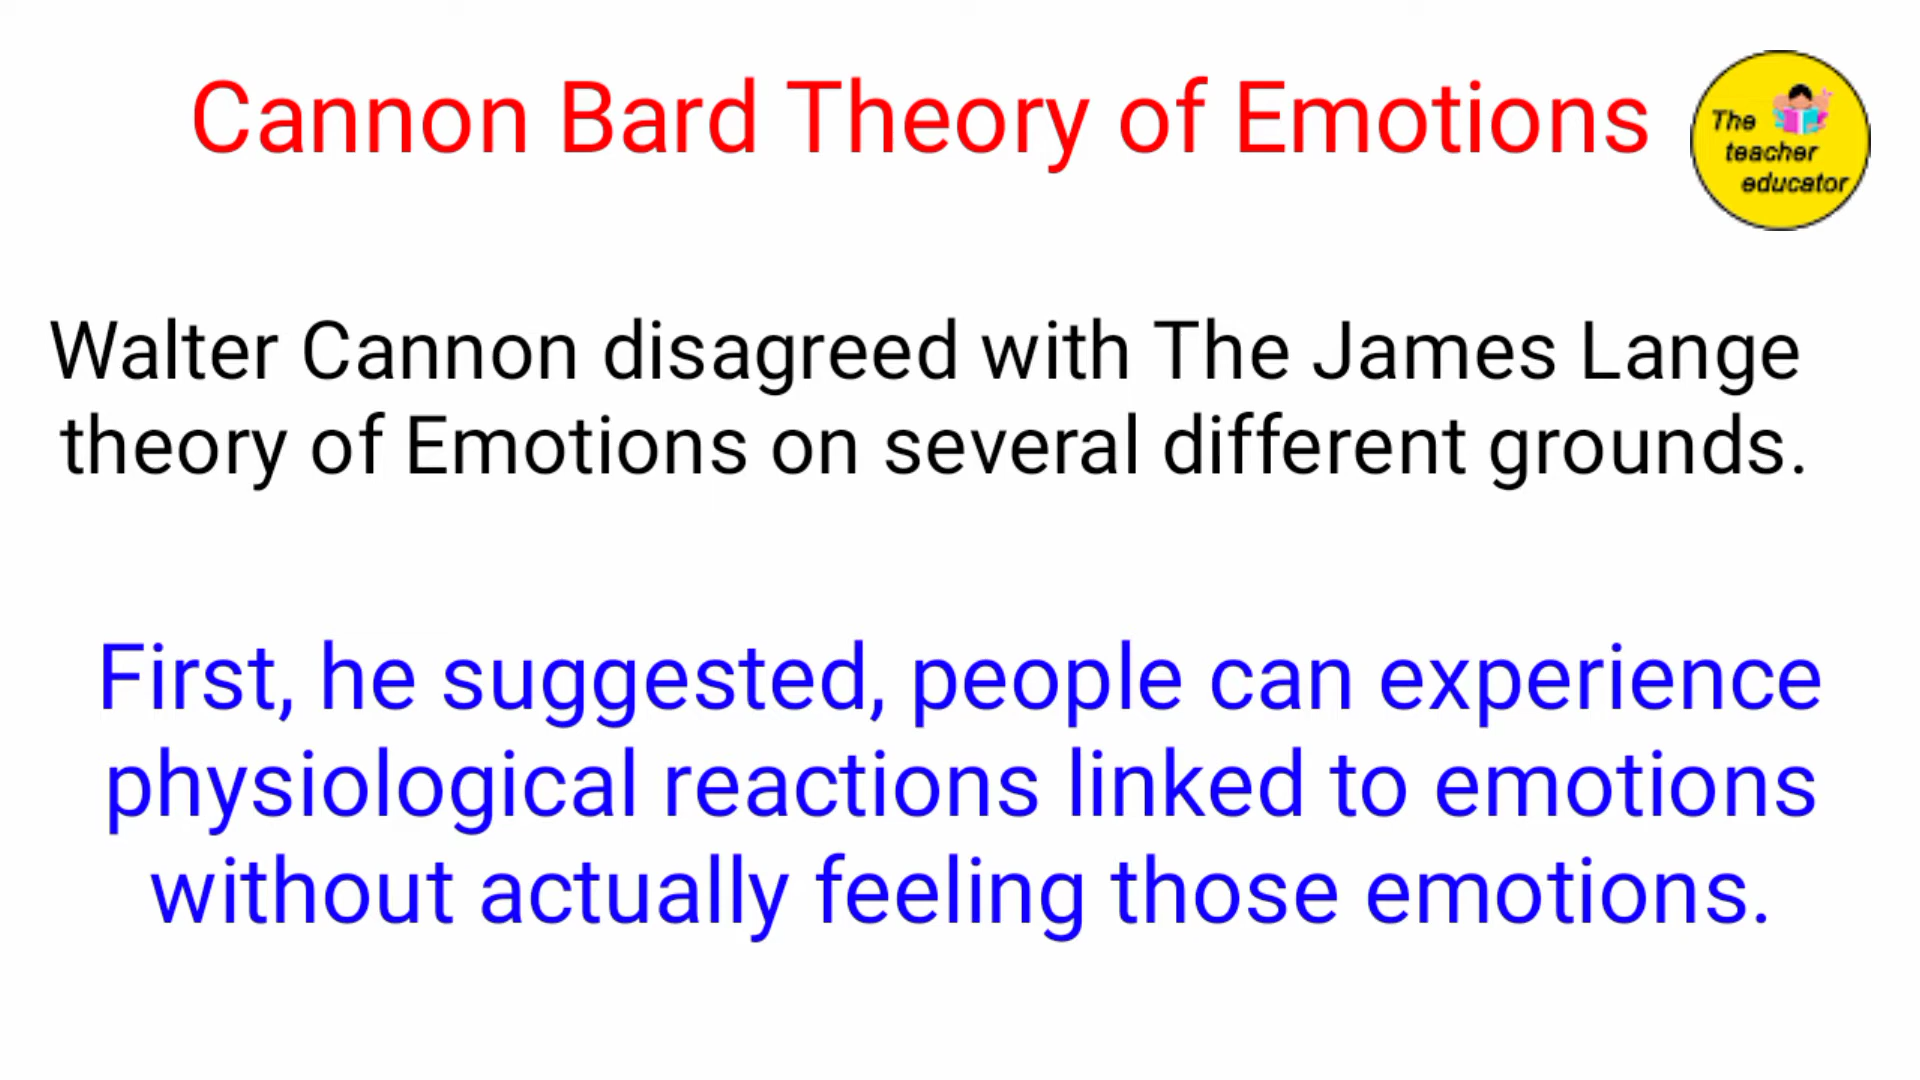 Cannon Bard Theory of Emotions
The
teacher
educator
Walter Cannon disagreed with The James Lange
theory of Emotions on several different grounds.
First, he suggested, people can experience
physiological reactions linked to emotions
without actually feeling those emotions.